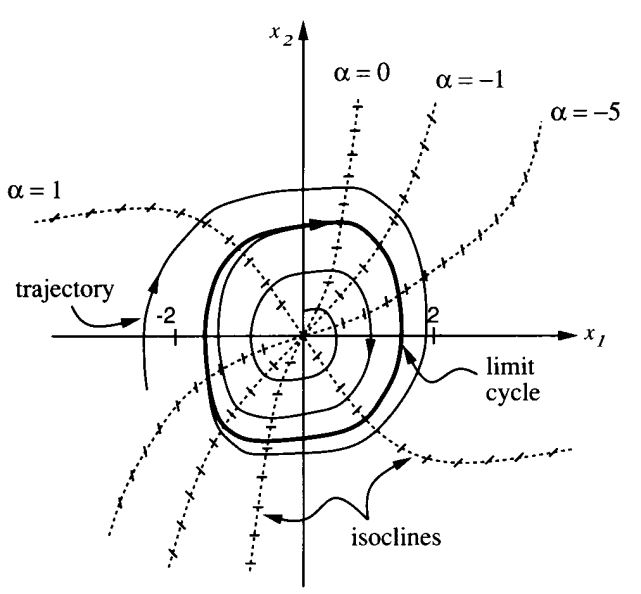 x₂
α = 0
α = −1
α = −5
α = 1
trajectory
-2
2
x₁
limit
cycle
isoclines